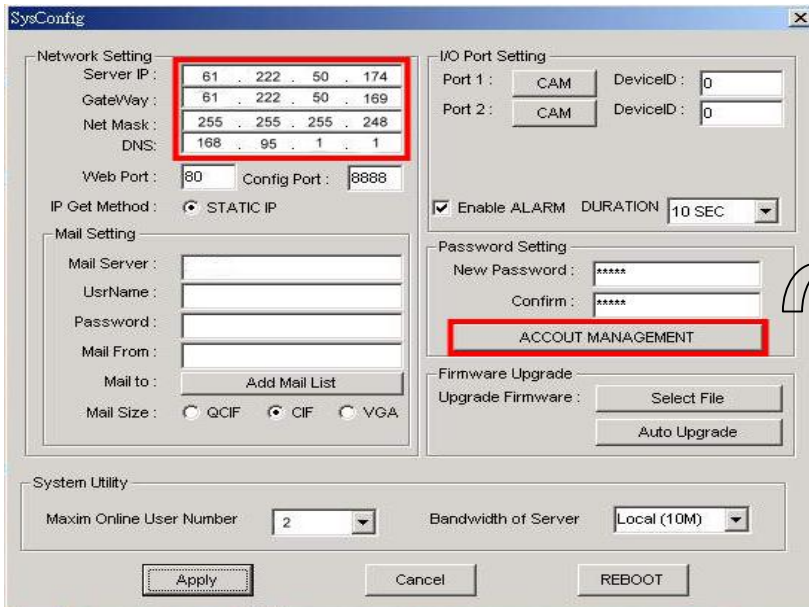 SysConfig
Network Setting
Server IP : 61 . 222 . 50 . 174
GateWay : 61 . 222 . 50 . 169
Net Mask : 255 . 255 . 255 . 248
DNS: 168 . 95 . 1 . 1
Web Port : 80 Config Port : 8888
IP Get Method : STATIC IP
Mail Setting
Mail Server :
UsrName :
Password :
Mail From :
Mail to : Add Mail List
Mail Size : QCIF CIF VGA
I/O Port Setting
Port 1 : CAM DeviceID : 0
Port 2 : CAM DeviceID : 0
Enable ALARM DURATION 10 SEC
Password Setting
New Password : *****
Confirm : *****
ACCOUT MANAGEMENT
Firmware Upgrade
Upgrade Firmware : Select File
Auto Upgrade
System Utility
Maxim Online User Number 2 Bandwidth of Server Local (10M)
Apply Cancel REBOOT